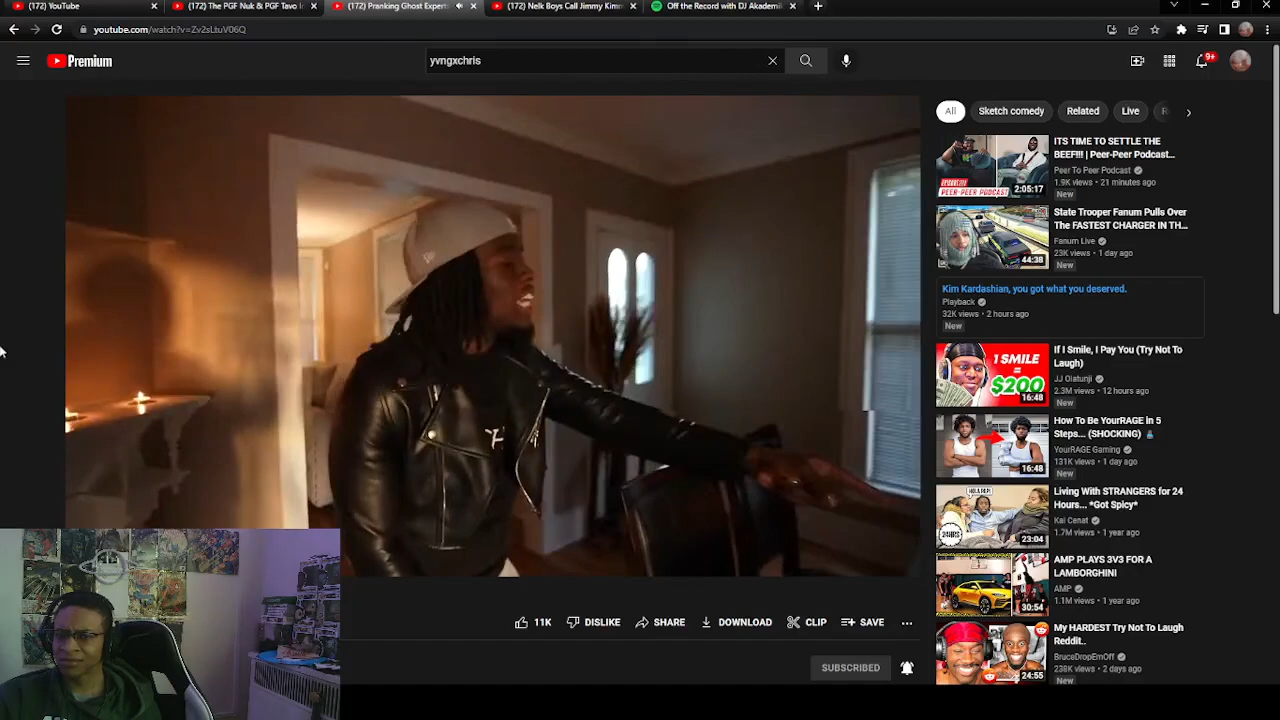 (172) YouTube
(172) The PGF Nuk & PGF Tavo I
(172) Pranking Ghost Expert
(172) Nelk Boys Call Jimmy Kim
Off the Record with DJ Akademi
youtube.com/watch?v=Zv2sLtuV06Q
Premium
yvngxchris
9+
All
Sketch comedy
Related
Live
ITS TIME TO SETTLE THE
BEEF!!! | Peer-Peer Podcast...
Peer To Peer Podcast
1.9K views • 21 minutes ago
New
PEER-PEER PODCAST
2:05:17
State Trooper Fanum Pulls Over
The FASTEST CHARGER IN TH...
Fanum Live
23K views • 1 day ago
New
44:38
Kim Kardashian, you got what you deserved.
Playback
32K views • 2 hours ago
New
If I Smile, I Pay You (Try Not To
Laugh)
JJ Olatunji
2.3M views • 12 hours ago
New
1 SMILE
=
$200
16:48
How To Be YourRAGE in 5
Steps... (SHOCKING)
YourRAGE Gaming
131K views • 1 day ago
New
16:48
Living With STRANGERS for 24
Hours... *Got Spicy*
Kai Cenat
1.7M views • 1 year ago
24HRS
23:04
AMP PLAYS 3V3 FOR A
LAMBORGHINI
AMP
1.1M views • 1 year ago
30:54
My HARDEST Try Not To Laugh
Reddit..
BruceDropEmOff
238K views • 2 days ago
New
24:55
11K
DISLIKE
SHARE
DOWNLOAD
CLIP
SAVE
SUBSCRIBED